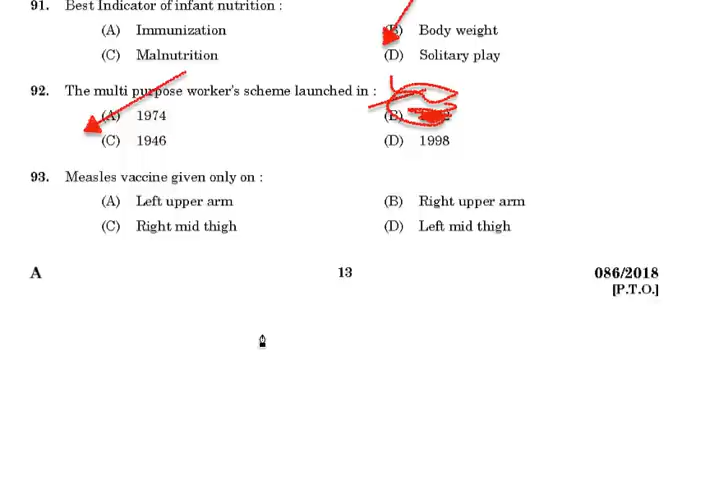 91. Best Indicator of infant nutrition :
(A) Immunization (B) Body weight
(C) Malnutrition (D) Solitary play
92. The multi purpose worker's scheme launched in :
(A) 1974 (B)
(C) 1946 (D) 1998
93. Measles vaccine given only on :
(A) Left upper arm (B) Right upper arm
(C) Right mid thigh (D) Left mid thigh
A 13 086/2018
[P.T.O.]